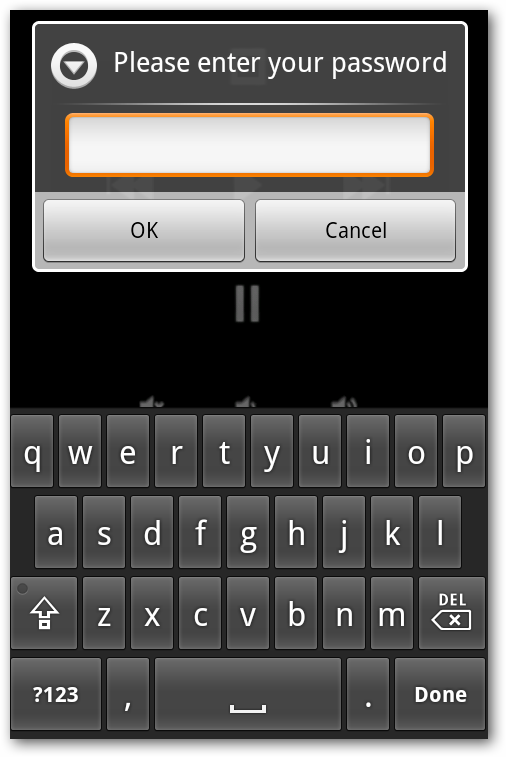 Please enter your password
OK Cancel
q w e r t y u i o p
a s d f g h j k l
z x c v b n m DEL
?123 , . Done